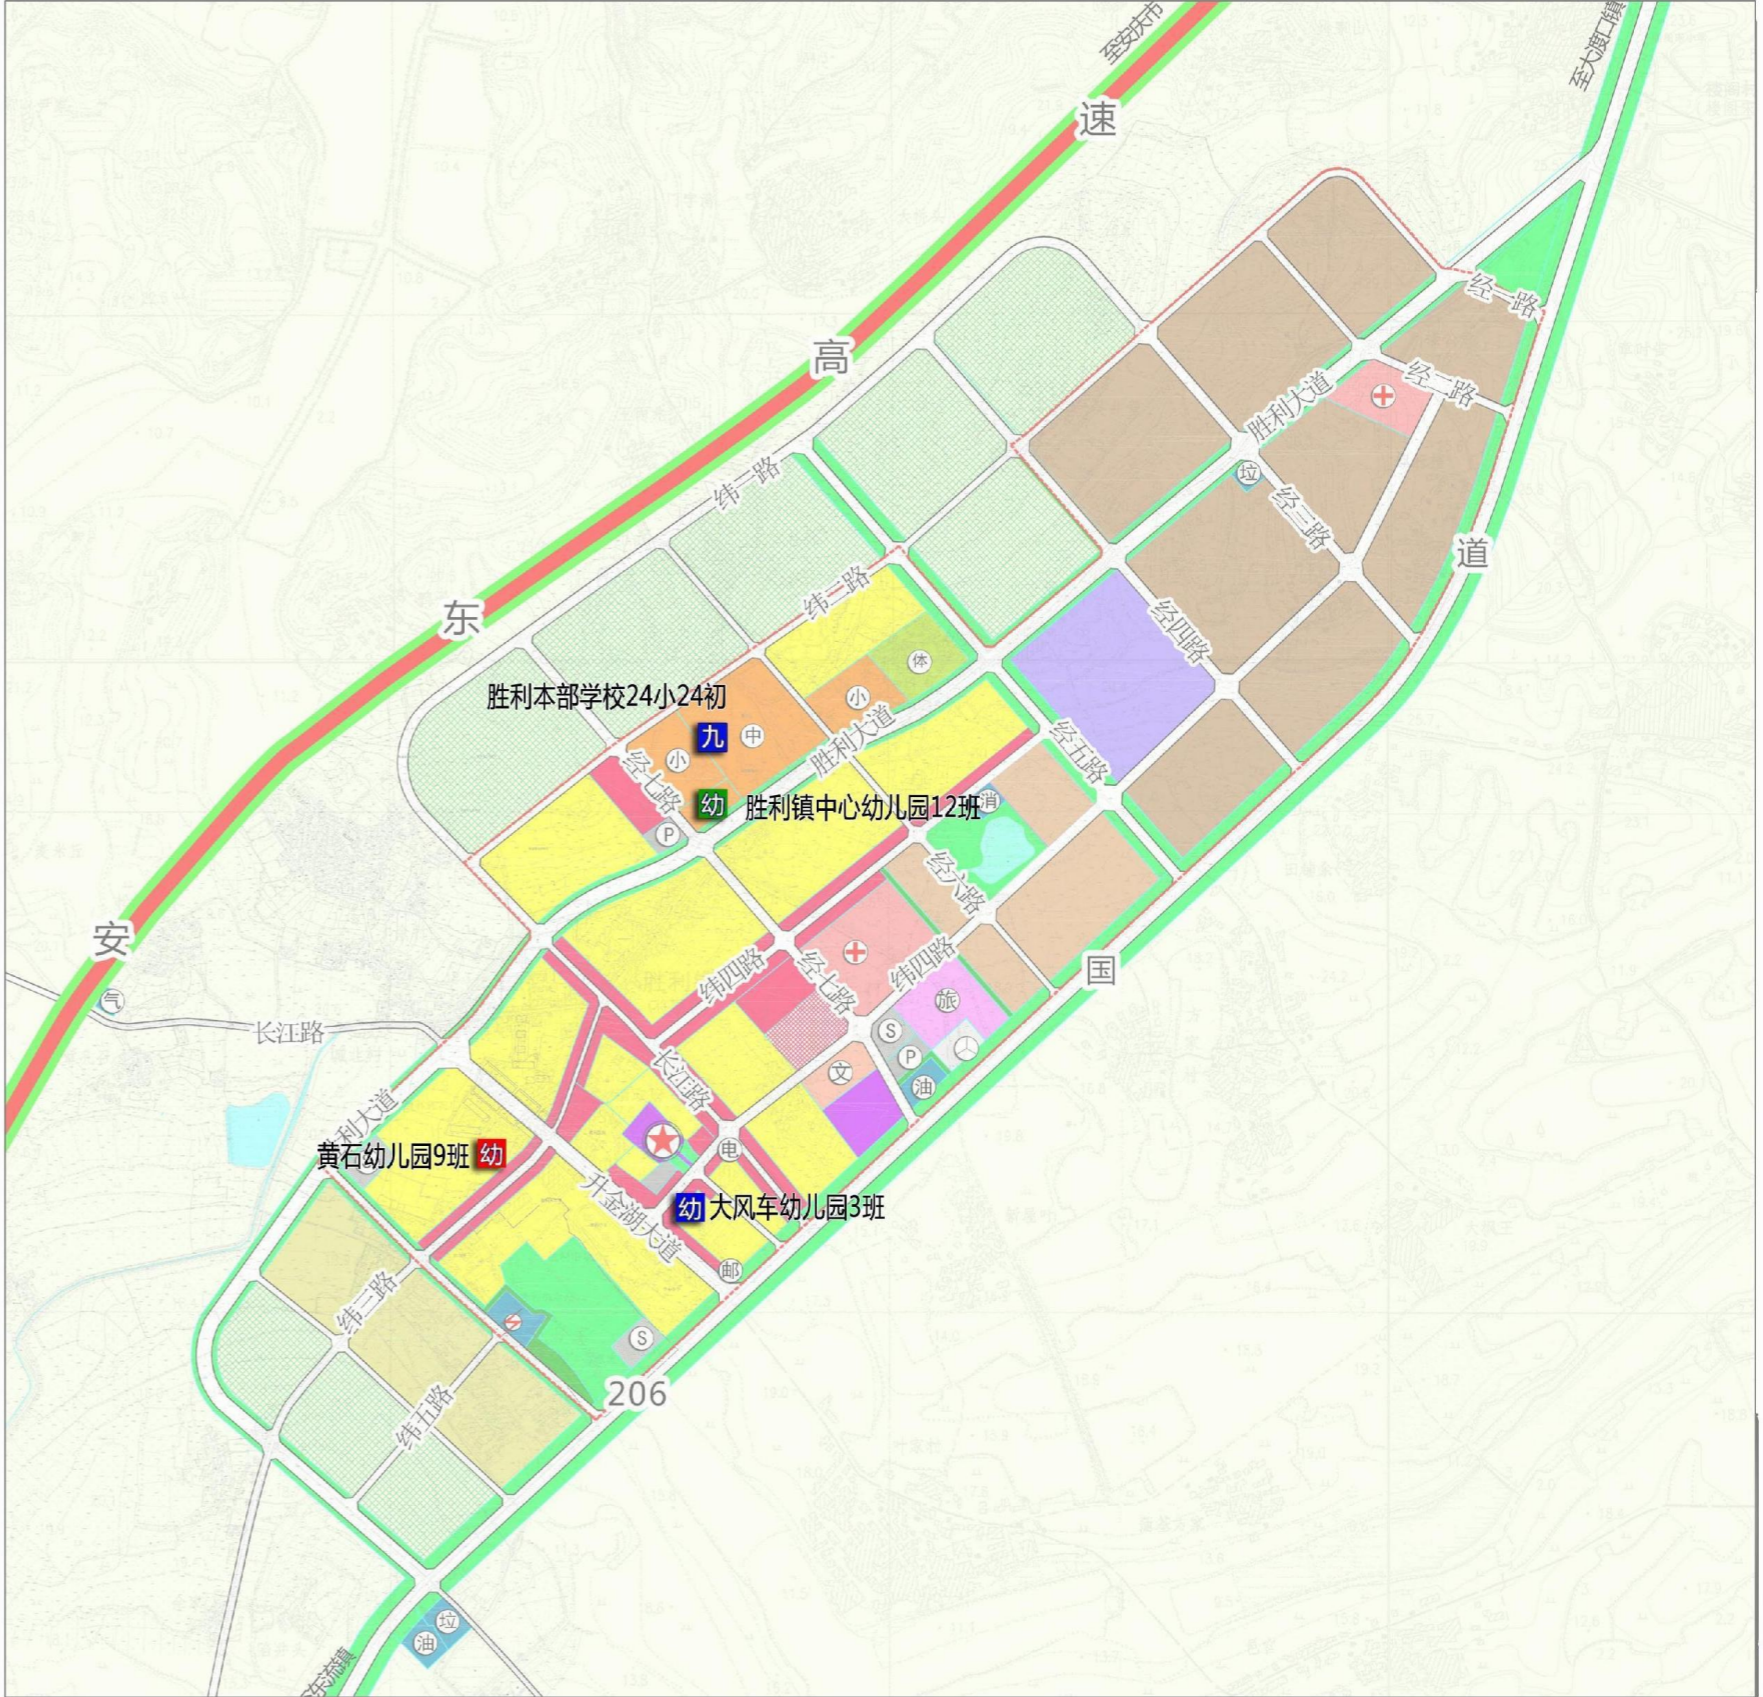 至安庆市
至大渡口镇
速
经一路
高
经二路
胜利大道
垃
纬一路
经三路
道
纬二路
东
经四路
体
小
胜利本部学校24小24初
九
中
小
胜利大道
经五路
经七路
幼
胜利镇中心幼儿园12班
消
P
经六路
安
纬四路
经七路
纬四路
国
气
旅
长江路
S
P
长江路
文
油
胜利大道
黄石幼儿园9班
幼
电
升金湖大道
幼
大风车幼儿园3班
邮
纬三路
S
206
纬五路
垃
油
至东流镇